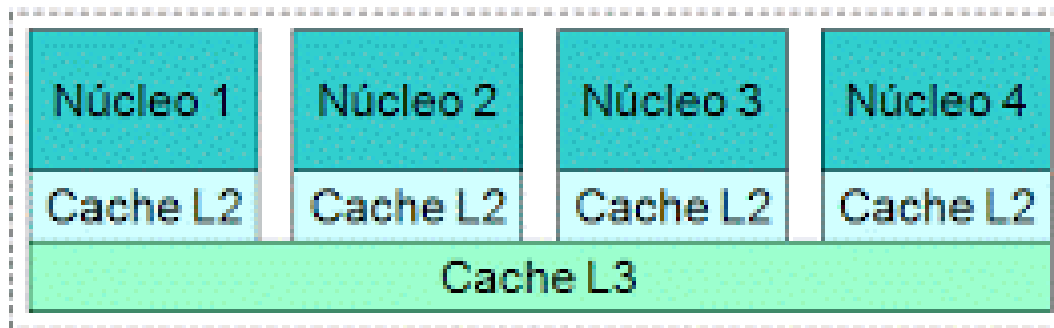 Núcleo 1 Núcleo 2 Núcleo 3 Núcleo 4
Cache L2 Cache L2 Cache L2 Cache L2
Cache L3